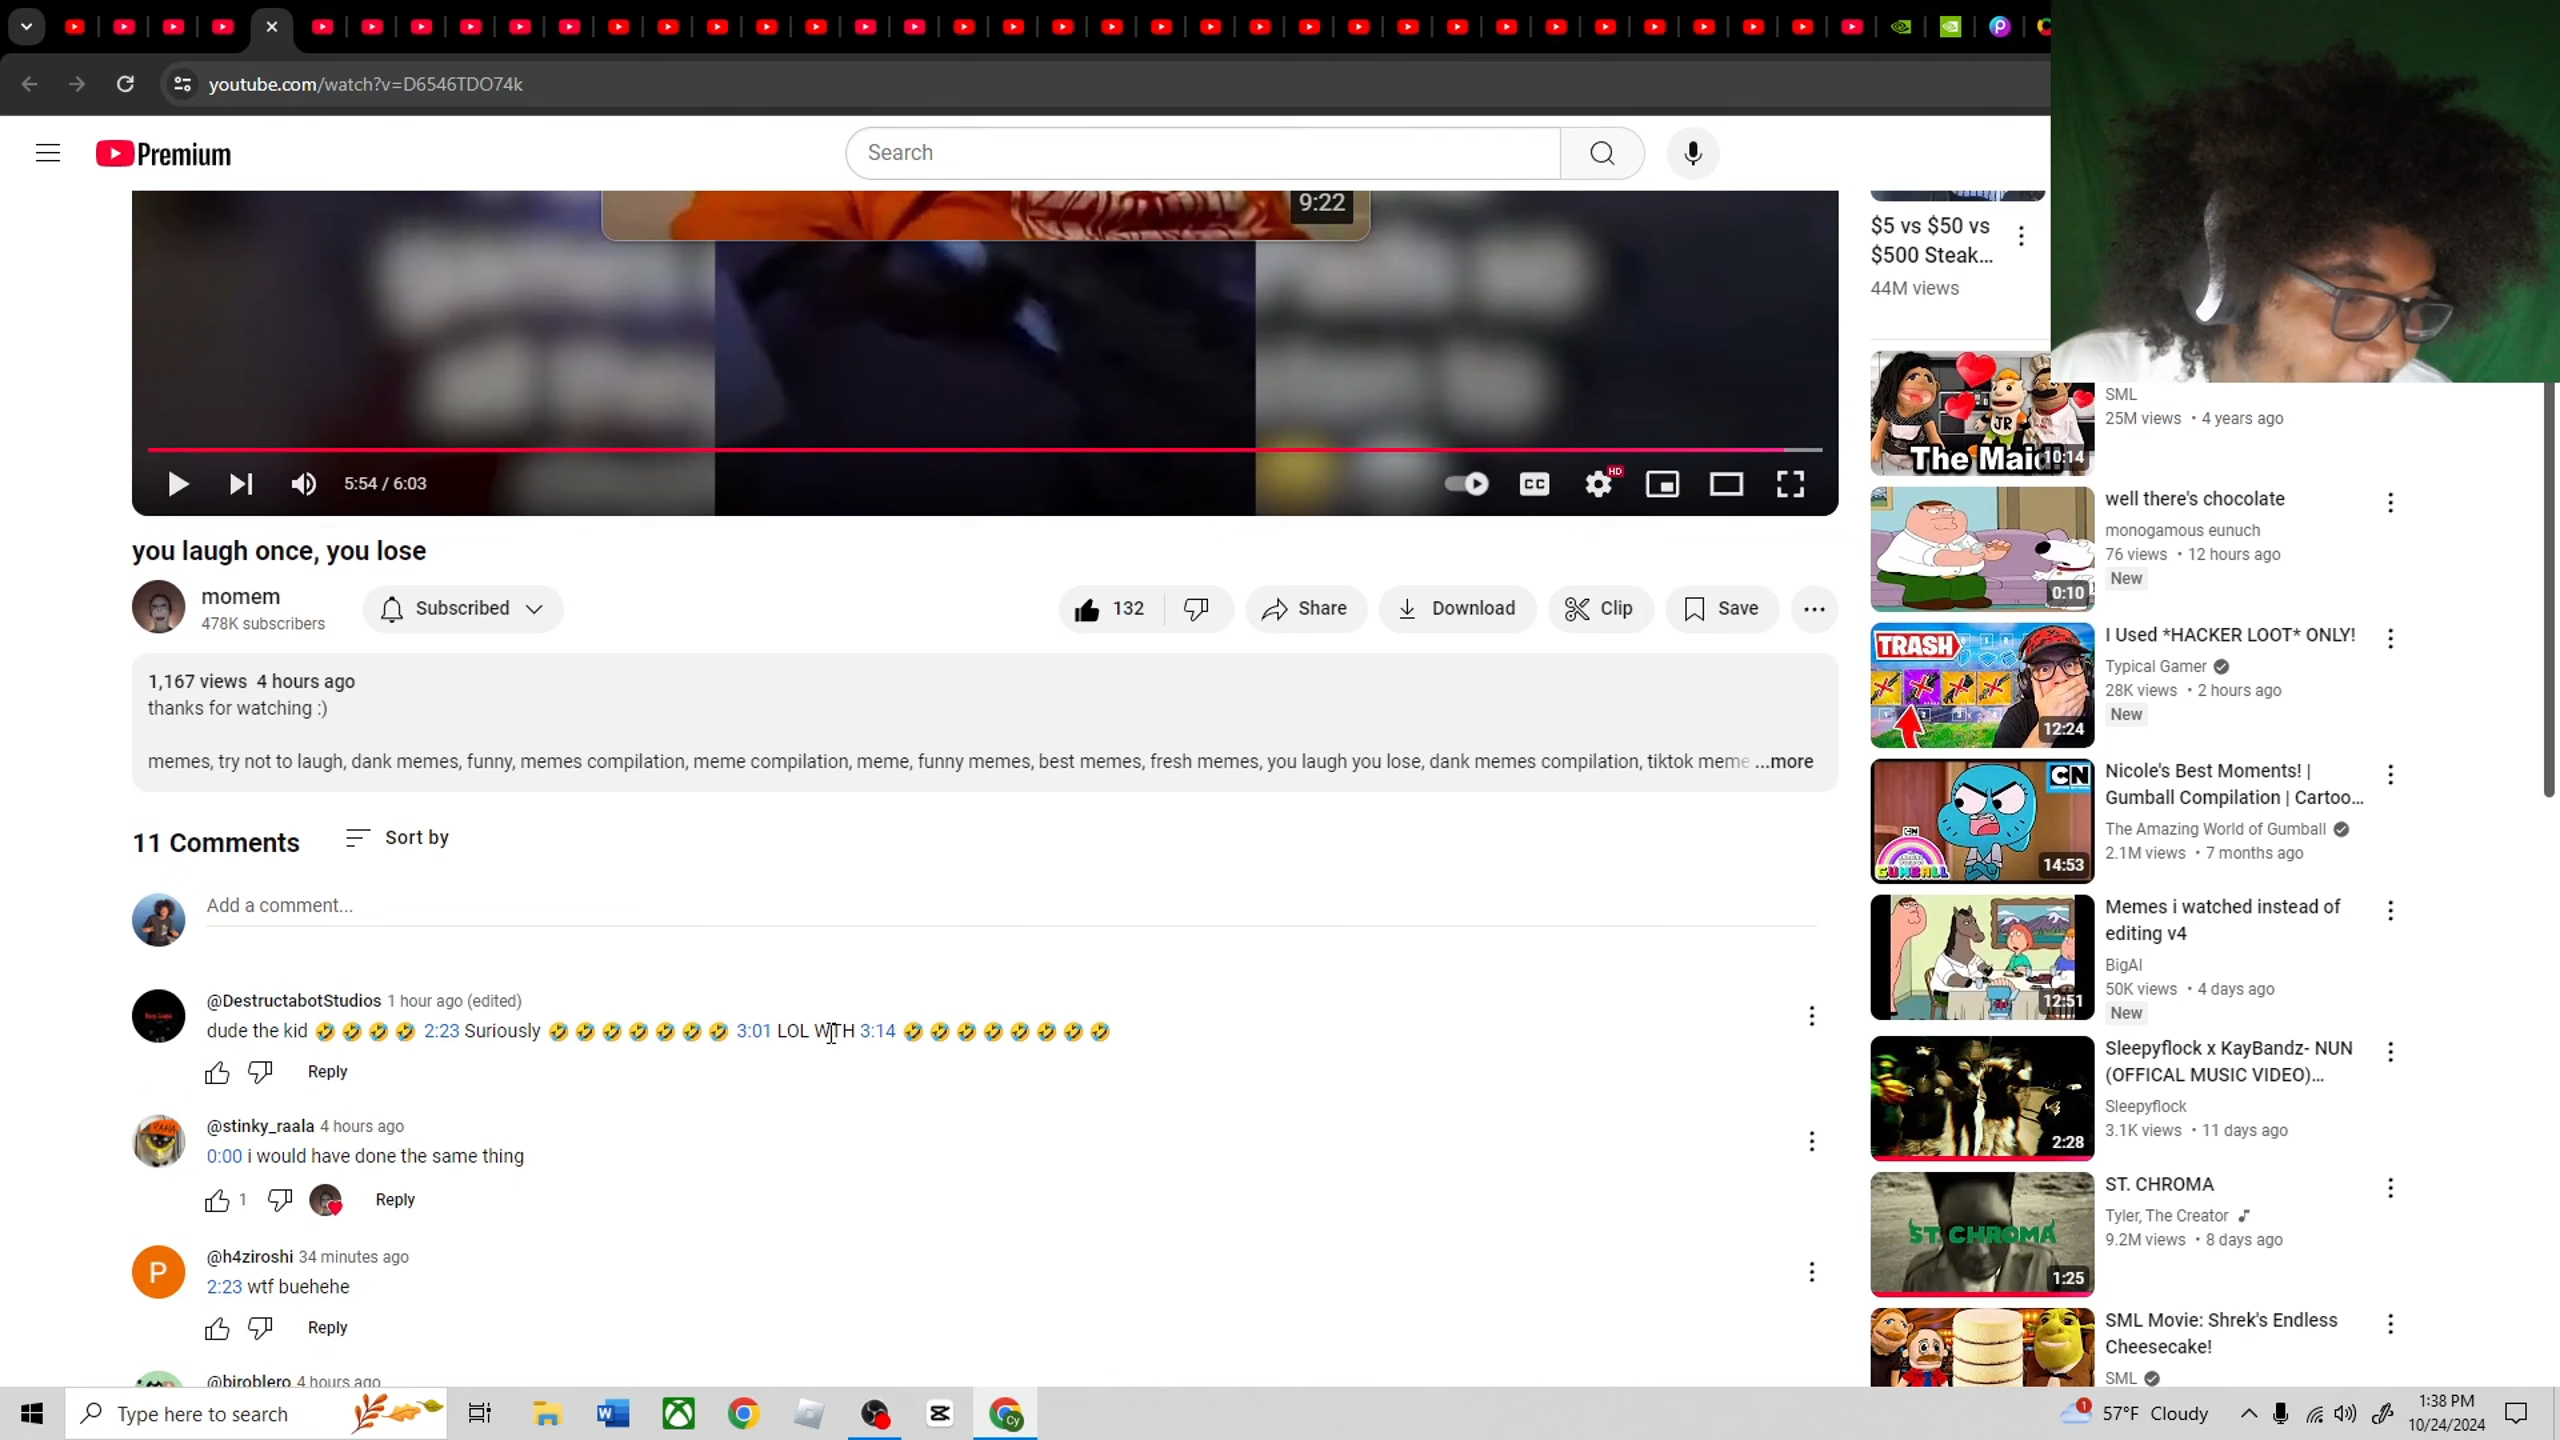 youtube.com/watch?v=D6546TDO74k
Premium
Search
9:22
5:54 / 6:03
CC
HD
you laugh once, you lose
momem
478K subscribers
Subscribed
132
Share
Download
Clip
Save
1,167 views 4 hours ago
thanks for watching :)
memes, try not to laugh, dank memes, funny, memes compilation, meme compilation, meme, funny memes, best memes, fresh memes, you laugh you lose, dank memes compilation, tiktok meme ...more
11 Comments
Sort by
Add a comment...
@DestructabotStudios 1 hour ago (edited)
dude the kid 🤣🤣🤣🤣 2:23 Suriously 🤣🤣🤣🤣🤣🤣🤣 3:01 LOL WTH 3:14 🤣🤣🤣🤣🤣🤣🤣🤣
Reply
@stinky_raala 4 hours ago
0:00 i would have done the same thing
1
Reply
@h4ziroshi 34 minutes ago
P
2:23 wtf buehehe
Reply
@biroblero 4 hours ago
$5 vs $50 vs
$500 Steak...
44M views
JR
The Maid!
10:14
SML
25M views • 4 years ago
well there's chocolate
monogamous eunuch
76 views • 12 hours ago
New
0:10
TRASH
12:24
I Used *HACKER LOOT* ONLY!
Typical Gamer
28K views • 2 hours ago
New
CN
CN
GUMBALL
14:53
Nicole's Best Moments! |
Gumball Compilation | Cartoo...
The Amazing World of Gumball
2.1M views • 7 months ago
12:51
Memes i watched instead of
editing v4
BigAl
50K views • 4 days ago
New
2:28
Sleepyflock x KayBandz- NUN
(OFFICAL MUSIC VIDEO)...
Sleepyflock
3.1K views • 11 days ago
ST. CHROMA
1:25
ST. CHROMA
Tyler, The Creator
9.2M views • 8 days ago
SML Movie: Shrek's Endless
Cheesecake!
SML
Type here to search
W
Cy
1
57°F Cloudy
1:38 PM
10/24/2024